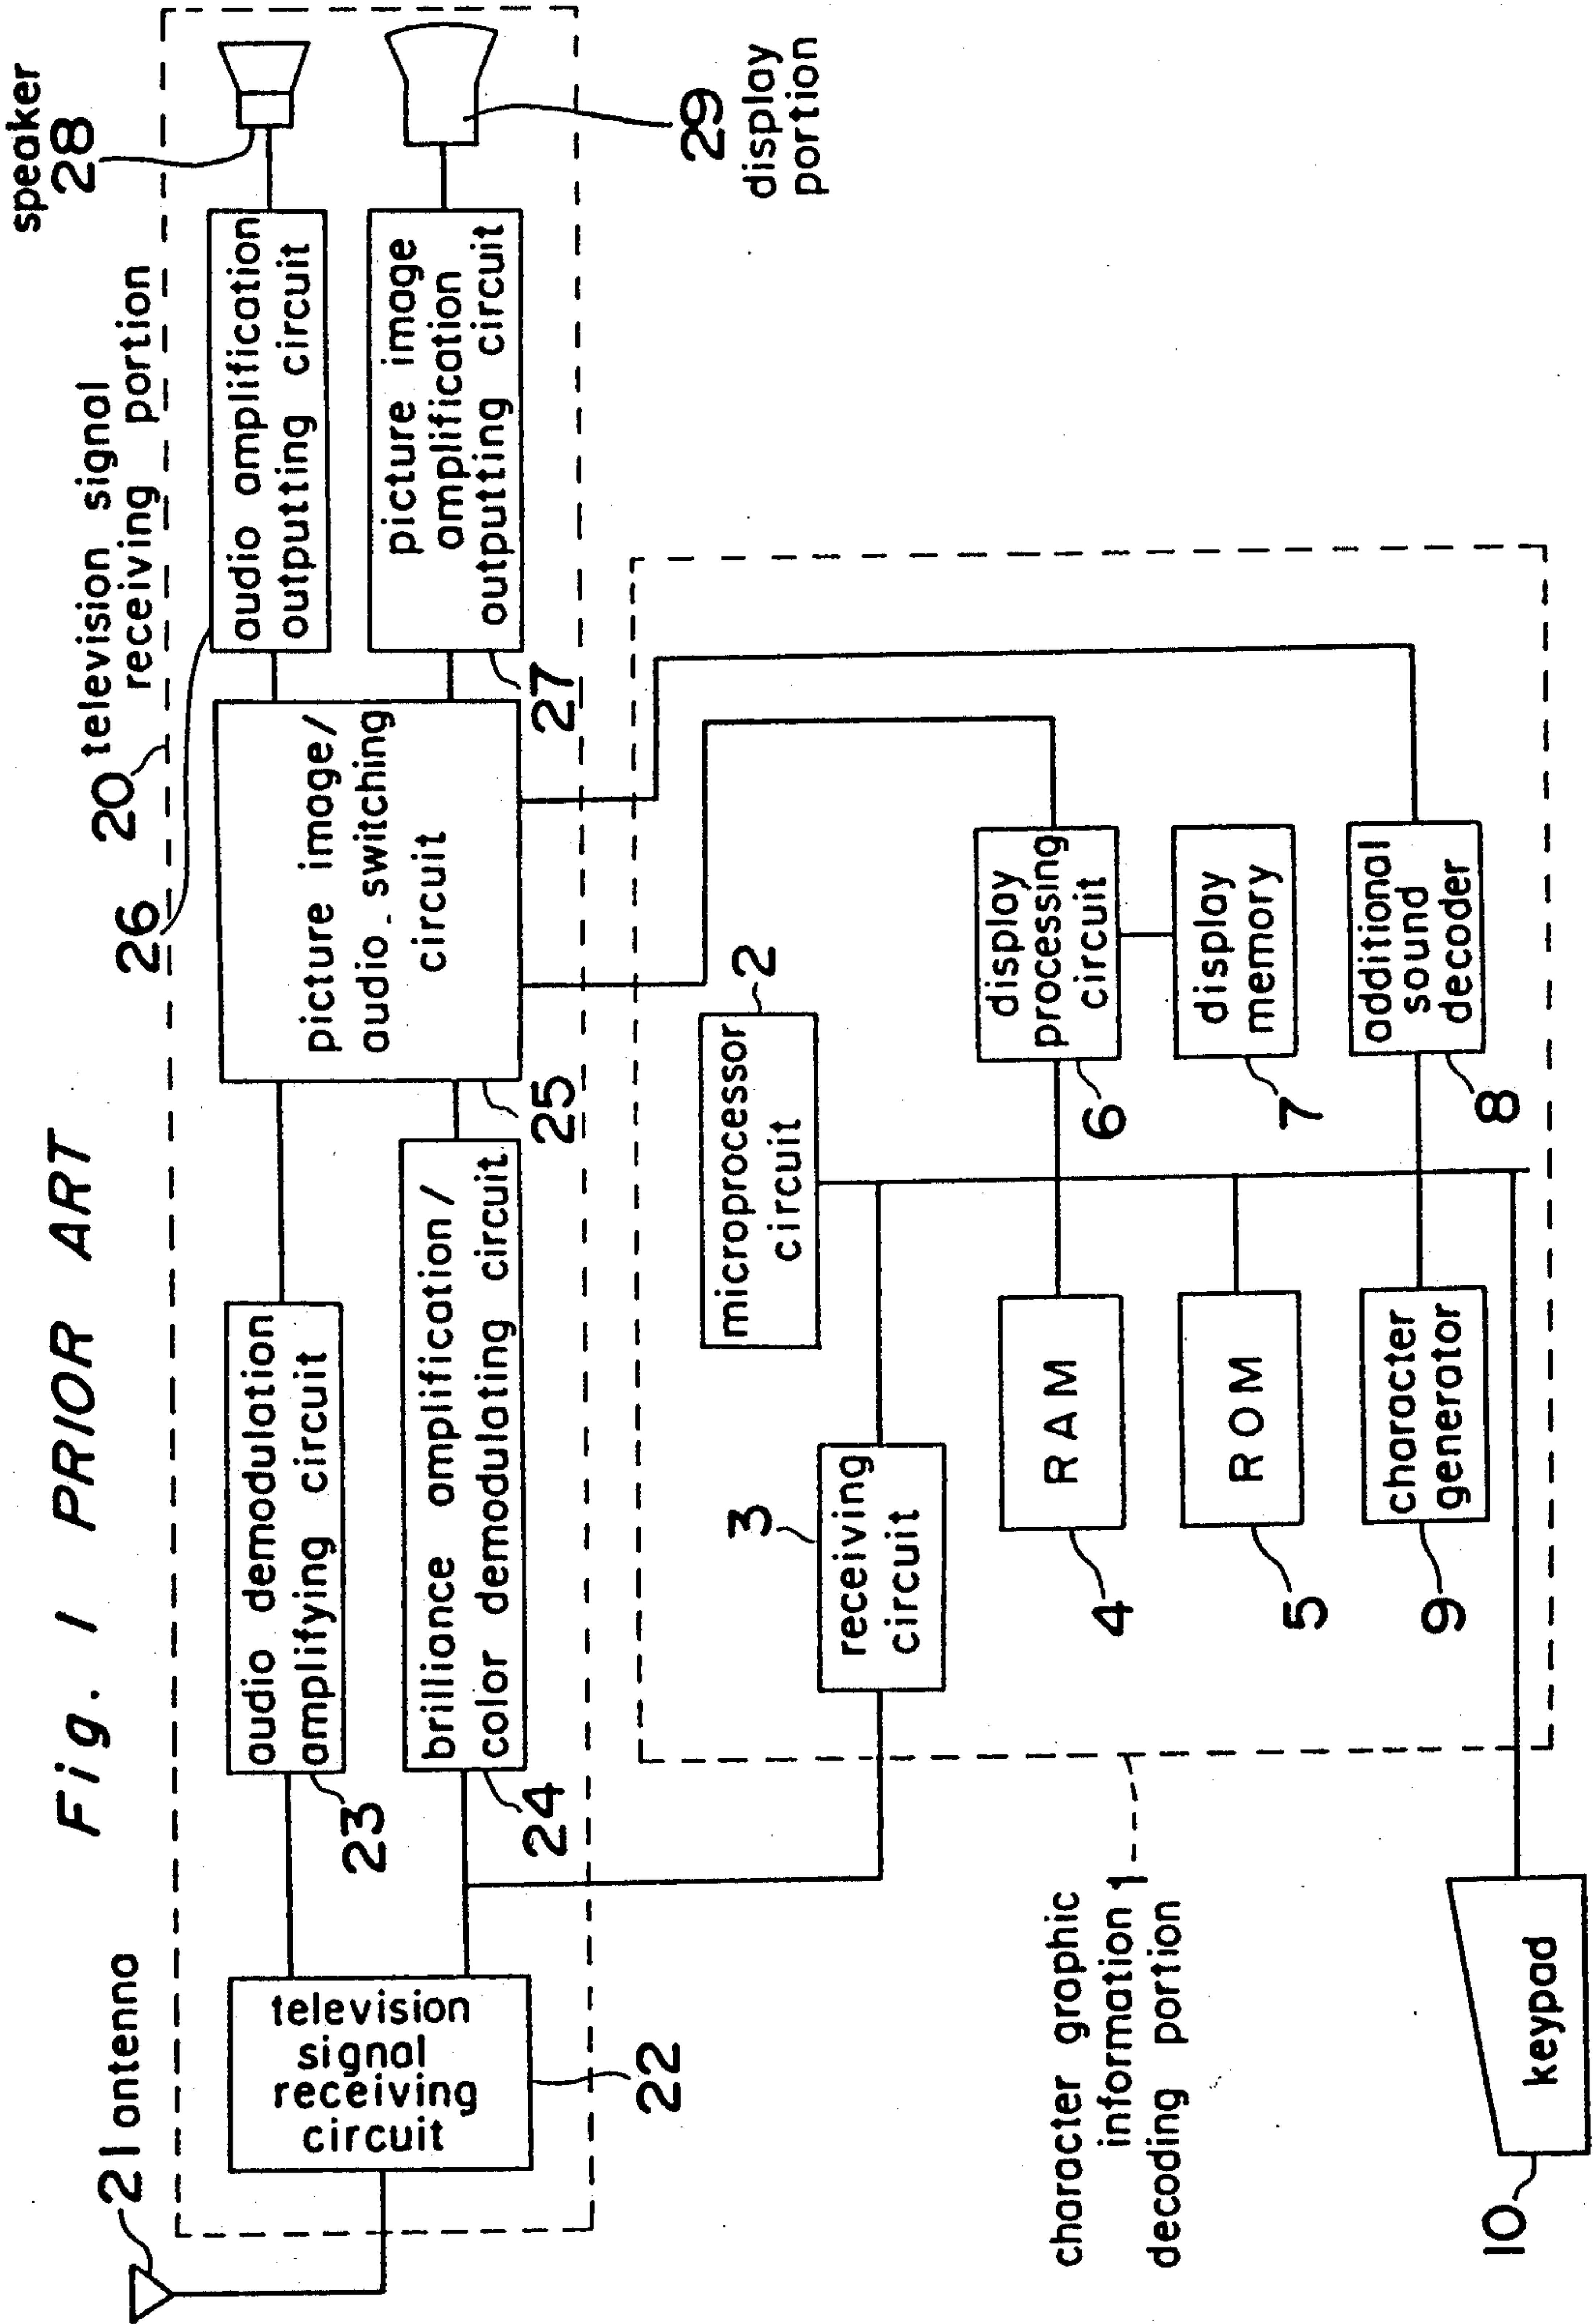 Fig. 1 PRIOR ART
21 antenna
20 television signal
receiving portion
speaker
28
television
signal
receiving
circuit
22
audio demodulation
amplifying circuit
23
brilliance amplification/
color demodulating circuit
24
picture image/
audio switching
circuit
25
26
audio amplification
outputting circuit
picture image
amplification
outputting circuit
27
29
display
portion
character graphic
information 1
decoding portion
microprocessor
circuit
2
3
receiving
circuit
RAM
4
ROM
5
character
generator
9
display
processing
circuit
6
display
memory
7
additional
sound
decoder
8
keypad
10